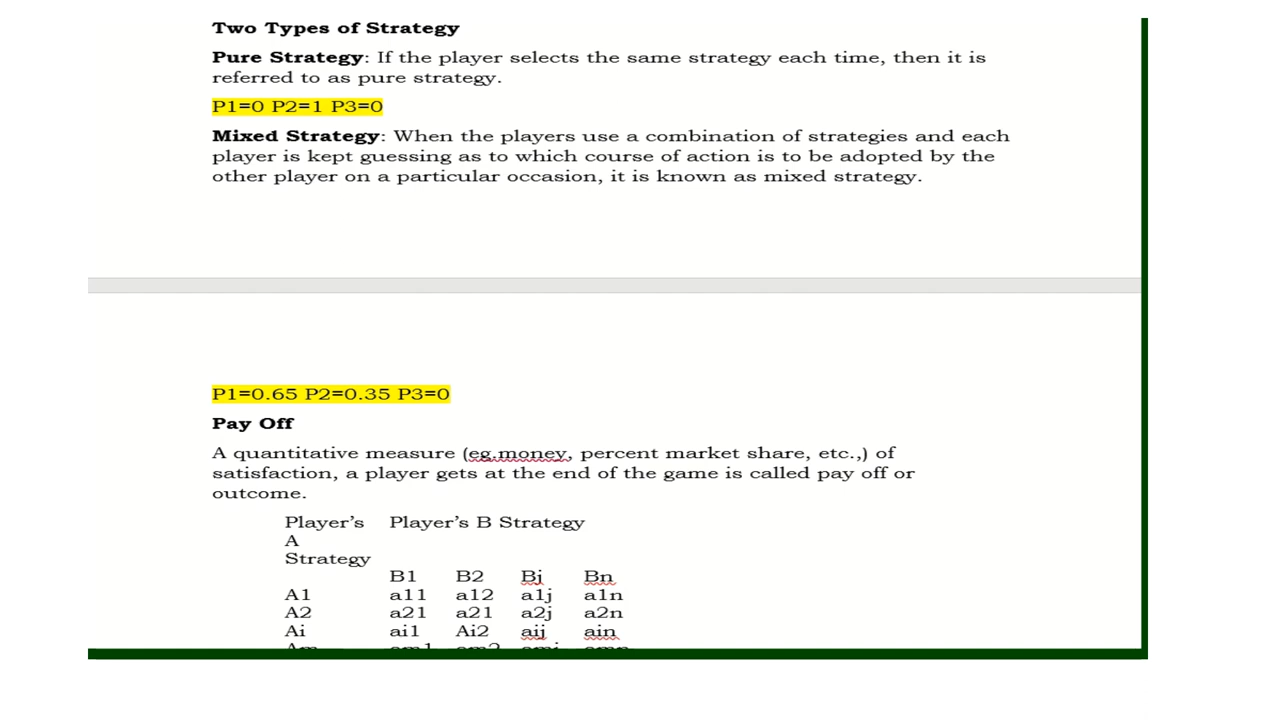 Two Types of Strategy
Pure Strategy: If the player selects the same strategy each time, then it is
referred to as pure strategy.
P1=0 P2=1 P3=0
Mixed Strategy: When the players use a combination of strategies and each
player is kept guessing as to which course of action is to be adopted by the
other player on a particular occasion, it is known as mixed strategy.
P1=0.65 P2=0.35 P3=0
Pay Off
A quantitative measure (eg.money, percent market share, etc.,) of
satisfaction, a player gets at the end of the game is called pay off or
outcome.
Player’s Player’s B Strategy
A
Strategy
B1 B2 Bj Bn
A1 a11 a12 a1j a1n
A2 a21 a21 a2j a2n
Ai ai1 Ai2 aij ain